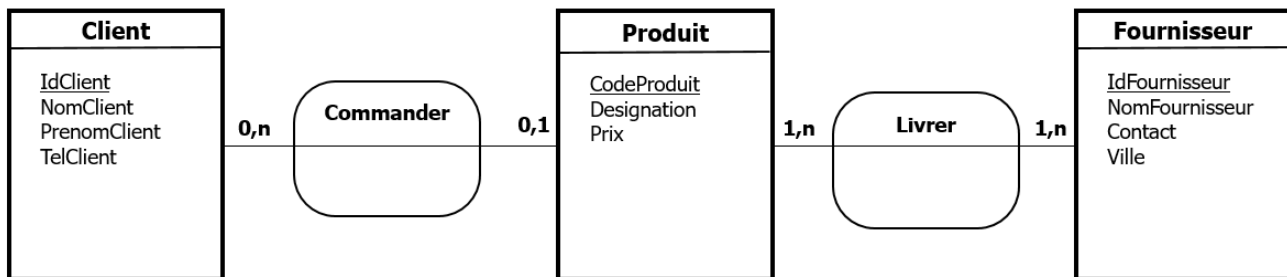 Client
IdClient
NomClient
PrenomClient
TelClient
0,n
Commander
0,1
Produit
CodeProduit
Designation
Prix
1,n
Livrer
1,n
Fournisseur
IdFournisseur
NomFournisseur
Contact
Ville